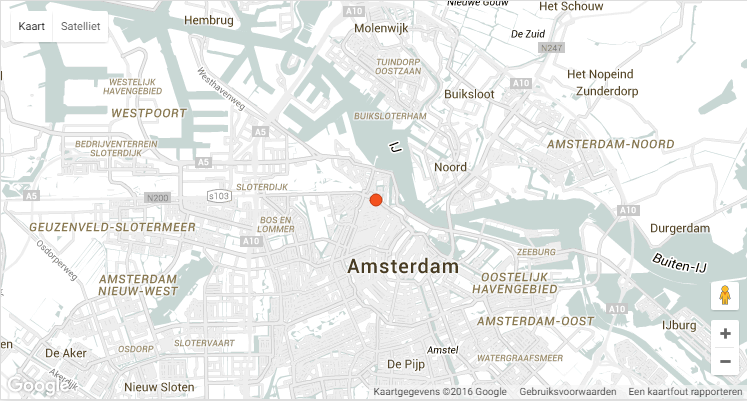 Nieuwe Gouw
Het Schouw
Hembrug
Kaart
Satelliet
Molenwijk
De Zuid
N247
TUINDORP
OOSTZAAN
Het Nopeind
Westhavenweg
WESTELIJK
HAVENGEBIED
Buiksloot
Zunderdorp
WESTPOORT
BUIKSLOTERHAM
A10
A5
BEDRIJVENTERREIN
SLOTERDIJK
IJ
AMSTERDAM-NOORD
A5
Noord
SLOTERDIJK
N200
s103
A10
BOS EN
LOMMER
GEUZENVELD-SLOTERMEER
Durgerdam
Osdorperweg
ZEEBURG
Buiten-IJ
Amsterdam
AMSTERDAM
NIEUW-WEST
OOSTELIJK
HAVENGEBIED
A10
A10
AMSTERDAM-OOST
IJburg
OSDORP
SLOTERVAART
De Aker
Amstel
De Pijp
WATERGRAAFSMEER
Akerdijk
Nieuw Sloten
Google
Kaartgegevens ©2016 Google
Gebruiksvoorwaarden
Een kaartfout rapporteren